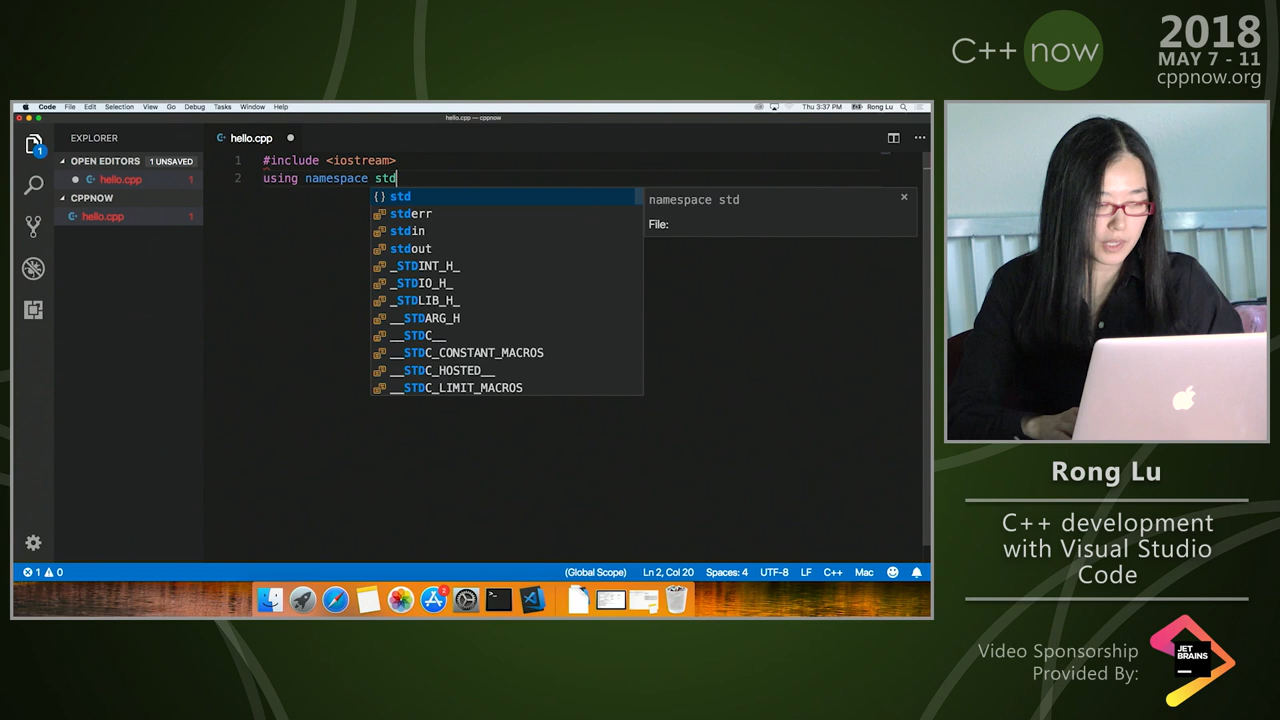 C++ now
2018
MAY 7 - 11
cppnow.org
Code File Edit Selection View Go Debug Tasks Window Help
Thu 3:37 PM Rong Lu
hello.cpp — cppnow
EXPLORER
hello.cpp
OPEN EDITORS 1 UNSAVED
hello.cpp 1
CPPNOW
hello.cpp 1
1
1 #include <iostream>
2 using namespace std
{} std
stderr
stdin
stdout
_STDINT_H_
_STDIO_H_
_STDLIB_H_
__STDARG_H
__STDC__
__STDC_CONSTANT_MACROS
__STDC_HOSTED__
__STDC_LIMIT_MACROS
namespace std
File:
1 0
(Global Scope) Ln 2, Col 20 Spaces: 4 UTF-8 LF C++ Mac
2
Rong Lu
C++ development
with Visual Studio
Code
Video Sponsorship
Provided By:
JET
BRAINS